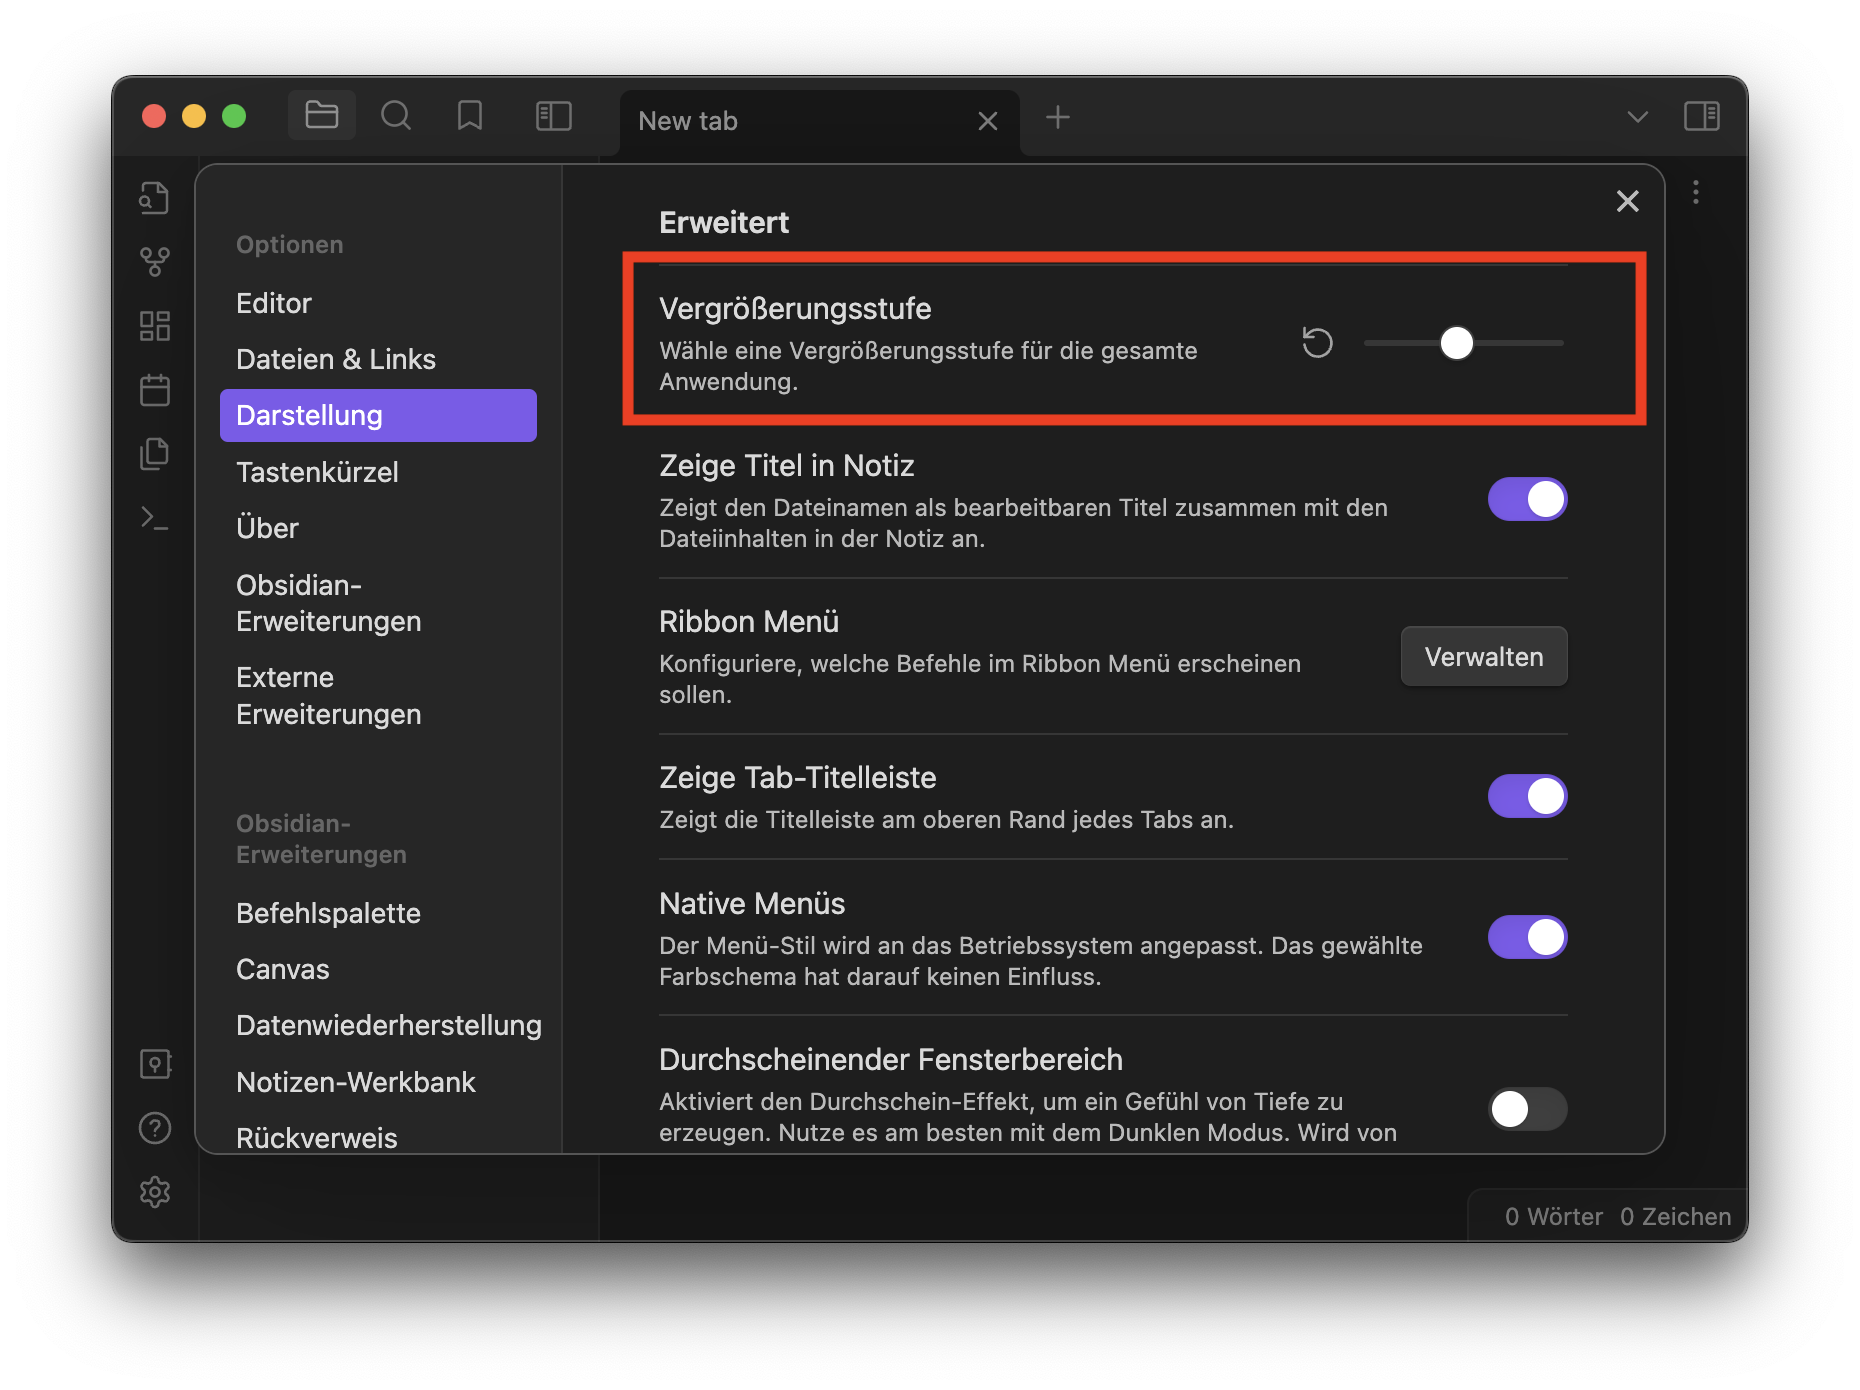 New tab
Optionen
Editor
Dateien & Links
Darstellung
Tastenkürzel
Über
Obsidian-
Erweiterungen
Externe
Erweiterungen
Obsidian-
Erweiterungen
Befehlspalette
Canvas
Datenwiederherstellung
Notizen-Werkbank
Rückverweis
Erweitert
Vergrößerungsstufe
Wähle eine Vergrößerungsstufe für die gesamte
Anwendung.
Zeige Titel in Notiz
Zeigt den Dateinamen als bearbeitbaren Titel zusammen mit den
Dateiinhalten in der Notiz an.
Ribbon Menü
Konfiguriere, welche Befehle im Ribbon Menü erscheinen
sollen.
Verwalten
Zeige Tab-Titelleiste
Zeigt die Titelleiste am oberen Rand jedes Tabs an.
Native Menüs
Der Menü-Stil wird an das Betriebssystem angepasst. Das gewählte
Farbschema hat darauf keinen Einfluss.
Durchscheinender Fensterbereich
Aktiviert den Durchschein-Effekt, um ein Gefühl von Tiefe zu
erzeugen. Nutze es am besten mit dem Dunklen Modus. Wird von
0 Wörter 0 Zeichen